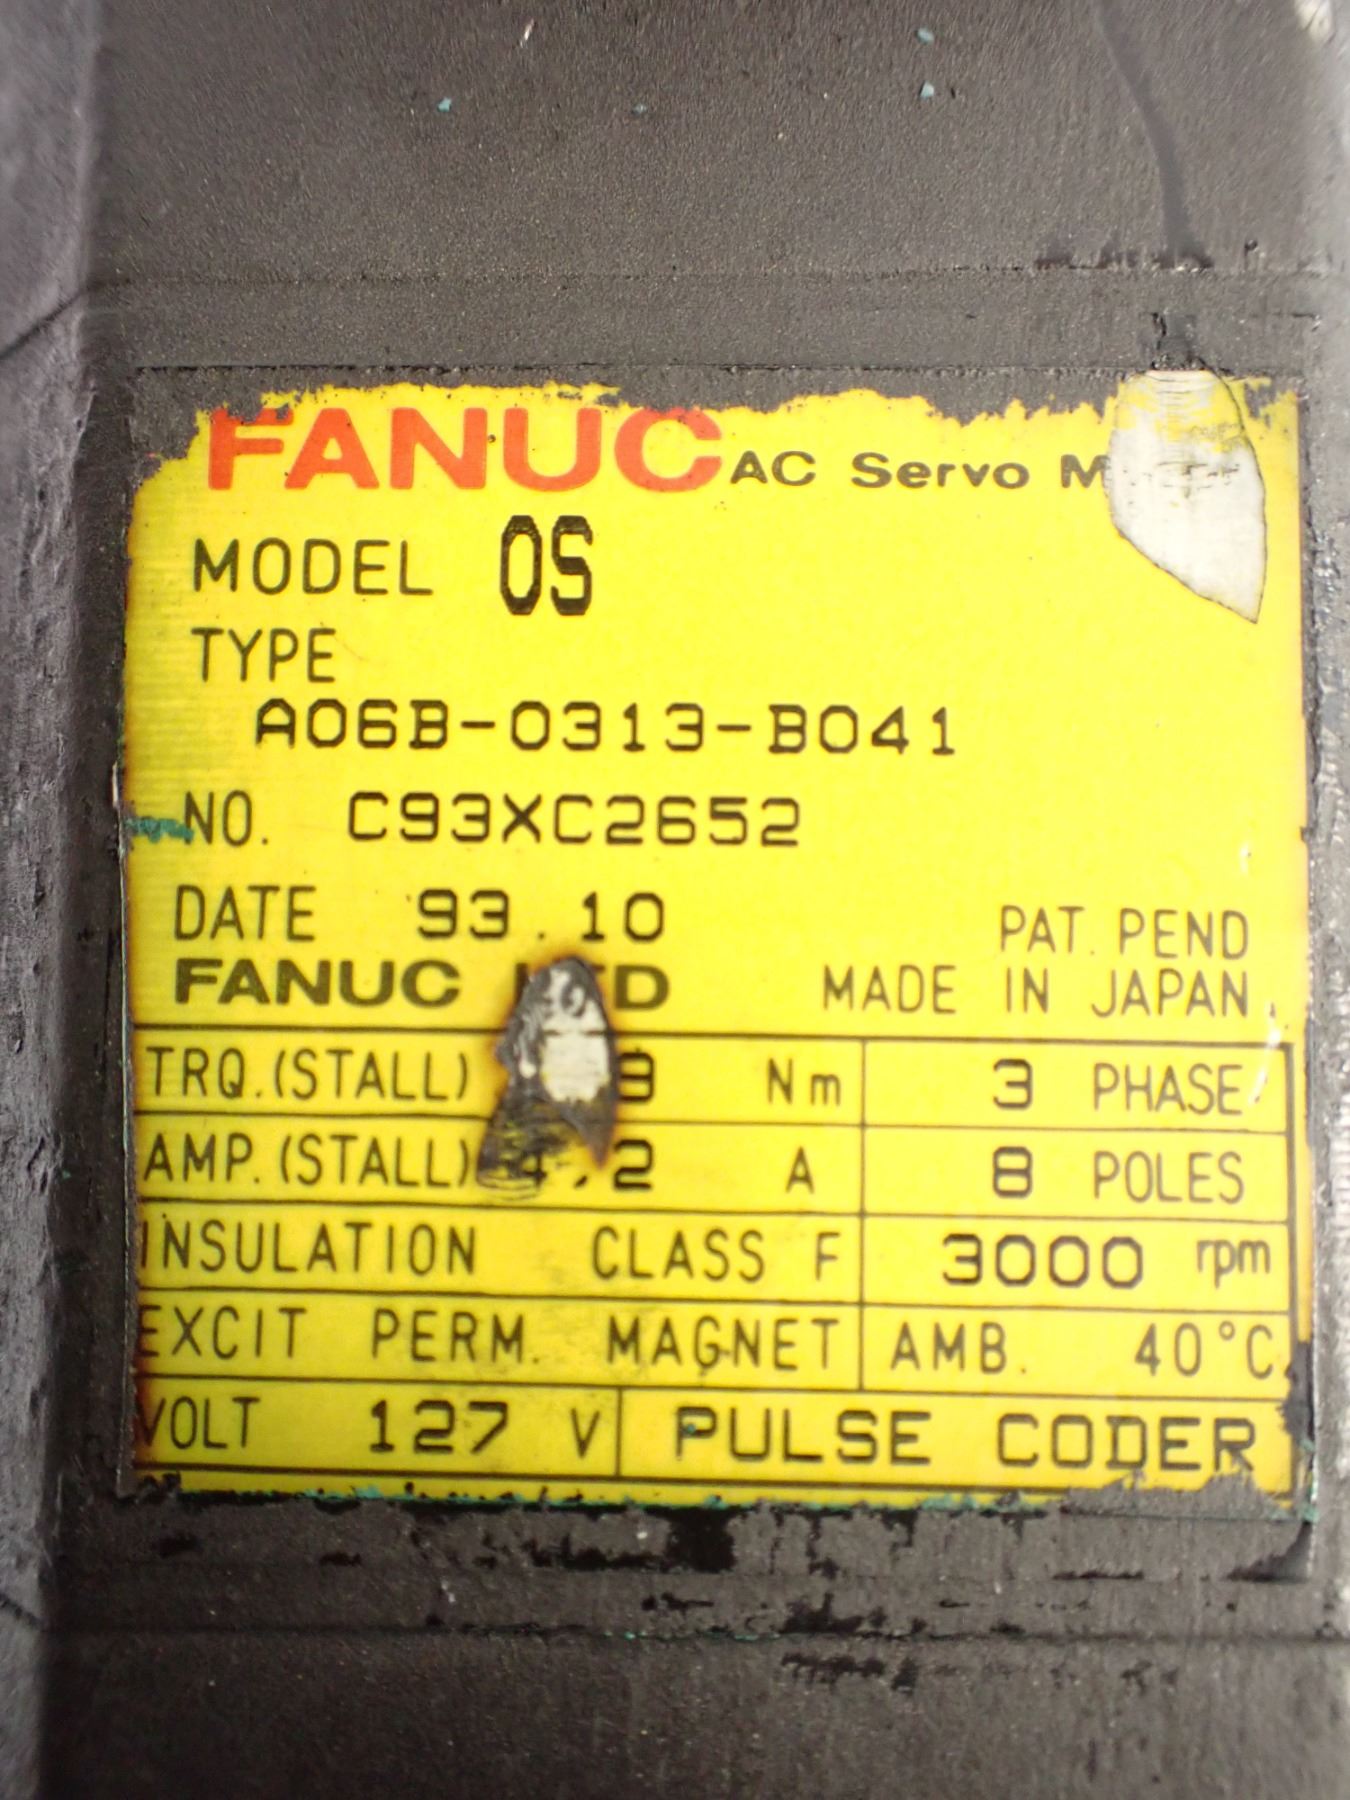 FANUC AC Servo M
MODEL 0S
TYPE
A06B-0313-B041
NO. C93XC2652
DATE 93.10
PAT. PEND
FANUC MADE IN JAPAN
TRQ.(STALL) Nm 3 PHASE
AMP.(STALL) A 8 POLES
INSULATION CLASS F 3000 rpm
EXCIT PERM. MAGNET AMB. 40°C
VOLT 127 V PULSE CODER